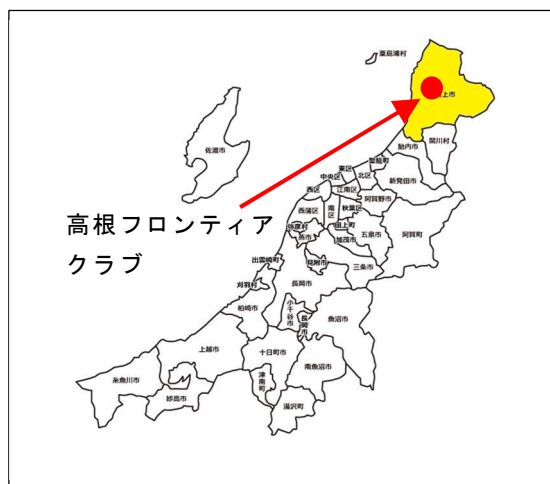 粟島浦村
上市
関川村
胎内市
佐渡市
聖籠町
新発田市
東区
北区
中央区
江南区
西区
阿賀野市
秋葉区
南区
西蒲区
高根フロンティア
クラブ
田上町
五泉市
阿賀町
弥彦村
燕市
加茂市
出雲崎町
見附市
三条市
長岡市
刈羽村
小千谷市
柏崎市
長岡市
魚沼市
上越市
十日町市
南魚沼市
糸魚川市
津南町
妙高市
湯沢町